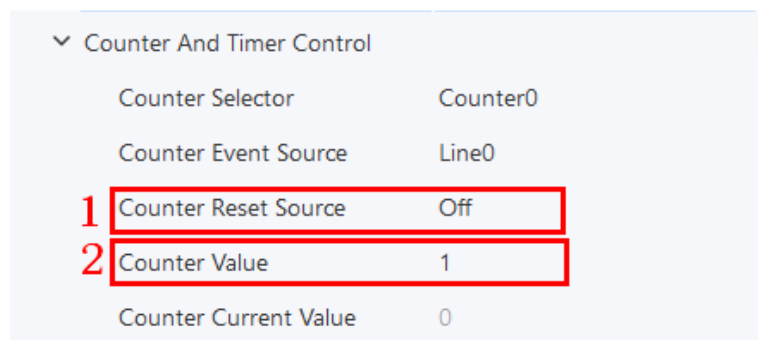 Counter And Timer Control
Counter Selector Counter0
Counter Event Source Line0
1 Counter Reset Source Off
2 Counter Value 1
Counter Current Value 0